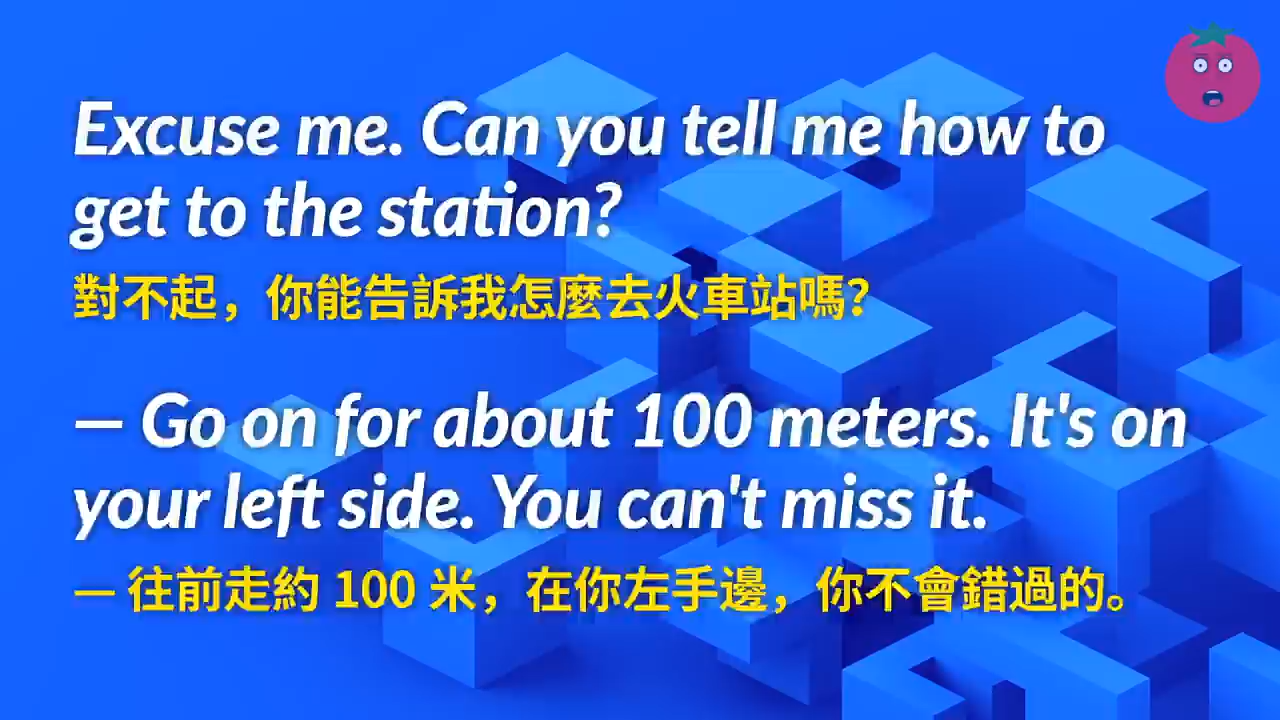 Excuse me. Can you tell me how to
get to the station?
對不起，你能告訴我怎麼去火車站嗎？
— Go on for about 100 meters. It's on
your left side. You can't miss it.
— 往前走約 100 米，在你左手邊，你不會錯過的。